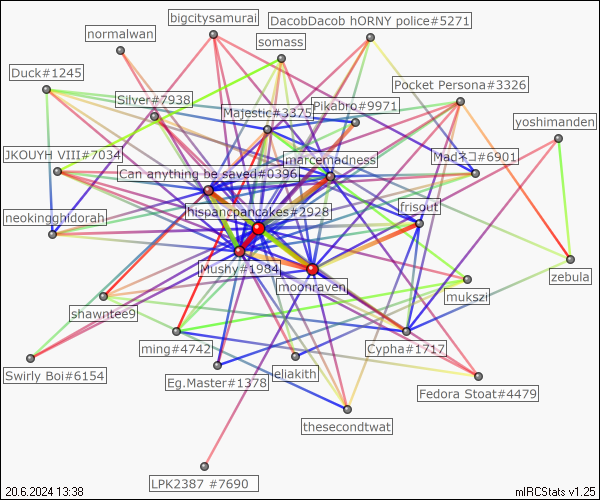 bigcitysamurai
DacobDacob hORNY police#5271
normalwan
somass
Duck#1245
Pocket Persona#3326
Silver#7938
Pikabro#9971
Majestic#3375
yoshimanden
JKOUYH VIII#7034
marcemadness
Madネコ#6901
Can anything be saved#0396
frisout
neokingghidorah
hispancpancakes#2928
Mushy#1984
zebula
moonraven
mukszi
shawntee9
ming#4742
Cypha#1717
eliakith
Swirly Boi#6154
Eg.Master#1378
Fedora Stoat#4479
thesecondtwat
LPK2387 #7690
20.6.2024 13:38
mIRCStats v1.25